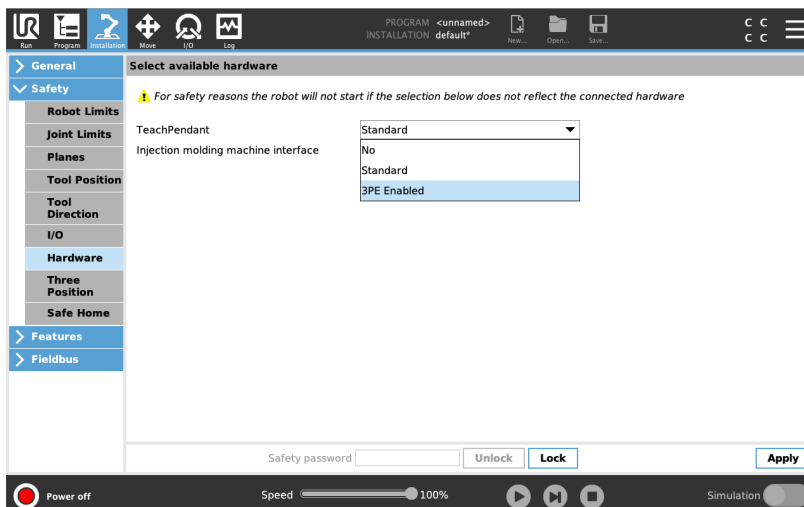 UR
Run
Program
Installation
Move
I/O
Log
PROGRAM <unnamed>
INSTALLATION default*
New...
Open...
Save...
C C
C C
General
Safety
Robot Limits
Joint Limits
Planes
Tool Position
Tool
Direction
I/O
Hardware
Three
Position
Safe Home
Features
Fieldbus
Select available hardware
For safety reasons the robot will not start if the selection below does not reflect the connected hardware
TeachPendant
Standard
Injection molding machine interface
No
Standard
3PE Enabled
Safety password
Unlock
Lock
Apply
Power off
Speed
100%
Simulation